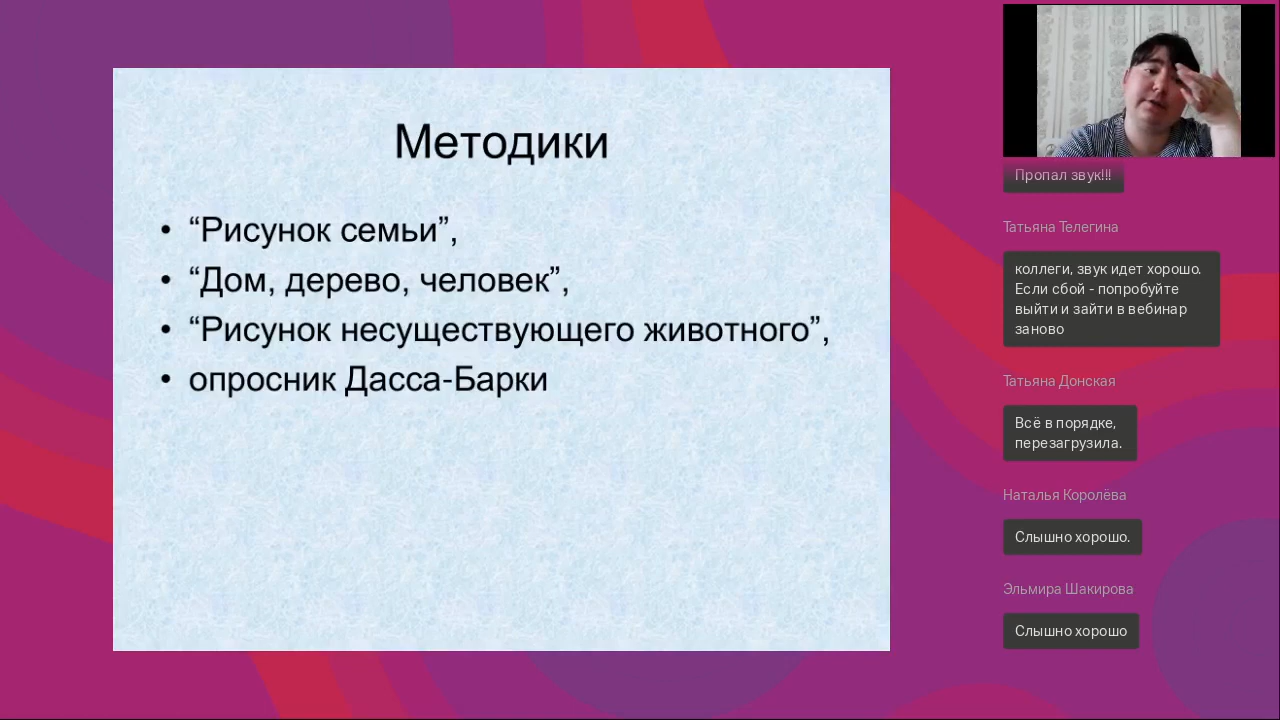 Методики
• “Рисунок семьи”,
• “Дом, дерево, человек”,
• “Рисунок несуществующего животного”,
• опросник Дасса-Барки
Пропал звук!!!
Татьяна Телегина
коллеги, звук идет хорошо.
Если сбой - попробуйте
выйти и зайти в вебинар
заново
Татьяна Донская
Всё в порядке,
перезагрузила.
Наталья Королёва
Слышно хорошо.
Эльмира Шакирова
Слышно хорошо